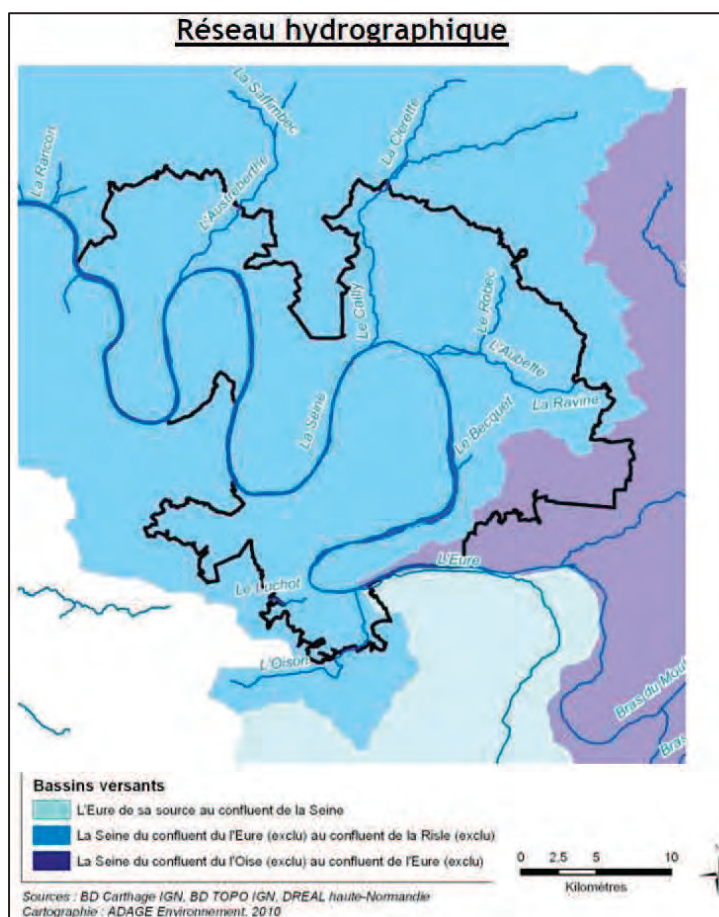 Réseau hydrographique
La Saffimbec
La Clerette
La Rancon
L'Austreberthe
Le Cailly
Le Robec
L'Aubette
La Seine
La Ravine
Le Becquet
L'Eure
Le Luchot
L'Oison
Bras du Mou
Bras
Bassins versants
L'Eure de sa source au confluent de la Seine
La Seine du confluent du l'Eure (exclu) au confluent de la Risle (exclu)
La Seine du confluent du l'Oise (exclu) au confluent de l'Eure (exclu)
0 2.5 5 10
Kilomètres
Sources : BD Carthage IGN, BD TOPO IGN, DREAL haute-Normandie
Cartographie : ADAGE Environnement, 2010